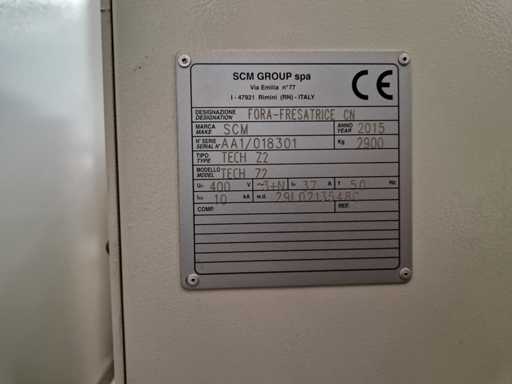 SCM GROUP spa
Via Emilia n°77
I - 47921 Rimini (RN) - ITALY
CE
DESIGNAZIONE DESIGNATION FORA-FRESATRICE CN
MARCA MAKE SCM ANNO YEAR 2015
N° SERIE SERIAL N° AA1/018301 Kg 2900
TIPO TYPE TECH Z2
MODELLO MODEL TECH Z2
400 V ~3+N 37 A f 50 Hz
10 kA
COMP. REF.